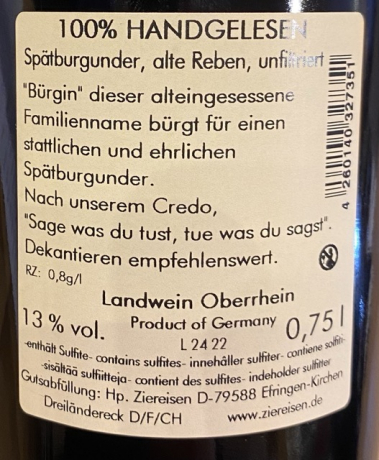 100% HANDGELESEN
Spätburgunder, alte Reben, unfiltriert
"Bürgin" dieser alteingesessene
Familienname bürgt für einen
stattlichen und ehrlichen
Spätburgunder.
Nach unserem Credo,
"Sage was du tust, tue was du sagst".
Dekantieren empfehlenswert.
RZ: 0,8g/l
4 260140 327351
Landwein Oberrhein
13 % vol. Product of Germany 0,75 l
L 24 22
-enthält Sulfite- contains sulfites- innehåller sulfiter- contiene solfiti-
-sisältää sulfiitteja- contient des sulfites- indeholder sulfitter
Gutsabfüllung: Hp. Ziereisen D-79588 Efringen-Kirchen
Dreiländereck D/F/CH www.ziereisen.de